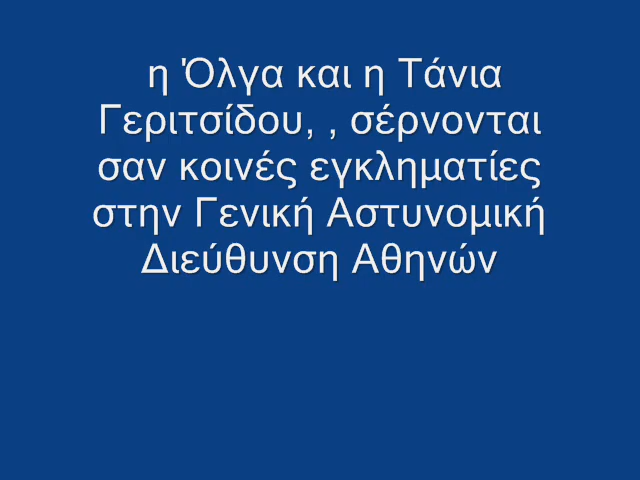 η Όλγα και η Τάνια
Γεριτσίδου, , σέρνονται
σαν κοινές εγκληματίες
στην Γενική Αστυνομική
Διεύθυνση Αθηνών